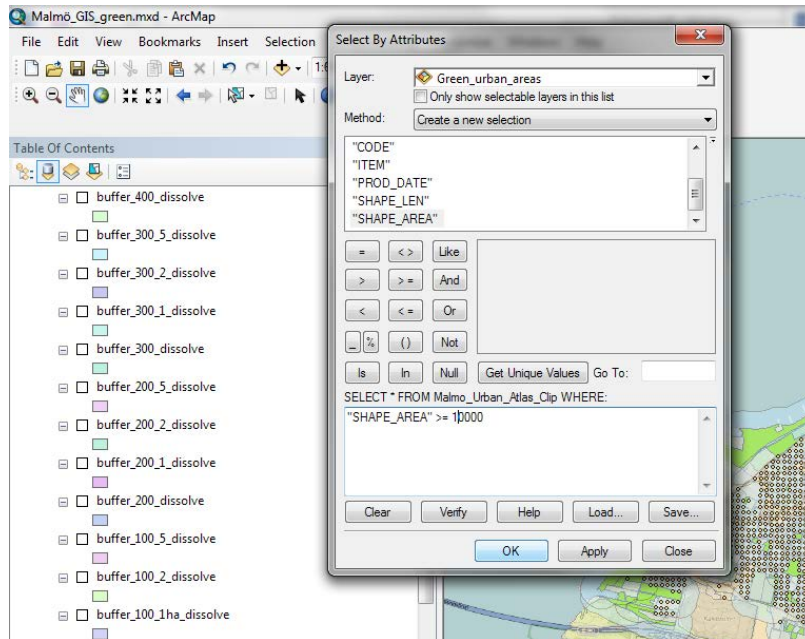 Malmö_GIS_green.mxd - ArcMap
File Edit View Bookmarks Insert Selection
Table Of Contents
buffer_400_dissolve
buffer_300_5_dissolve
buffer_300_2_dissolve
buffer_300_1_dissolve
buffer_300_dissolve
buffer_200_5_dissolve
buffer_200_2_dissolve
buffer_200_1_dissolve
buffer_200_dissolve
buffer_100_5_dissolve
buffer_100_2_dissolve
buffer_100_1ha_dissolve
Select By Attributes
Layer: Green_urban_areas
Only show selectable layers in this list
Method: Create a new selection
"CODE"
"ITEM"
"PROD_DATE"
"SHAPE_LEN"
"SHAPE_AREA"
= <> Like
> >= And
< <= Or
_ % () Not
Is In Null Get Unique Values Go To:
SELECT * FROM Malmo_Urban_Atlas_Clip WHERE:
"SHAPE_AREA" >= 10000
Clear Verify Help Load... Save...
OK Apply Close